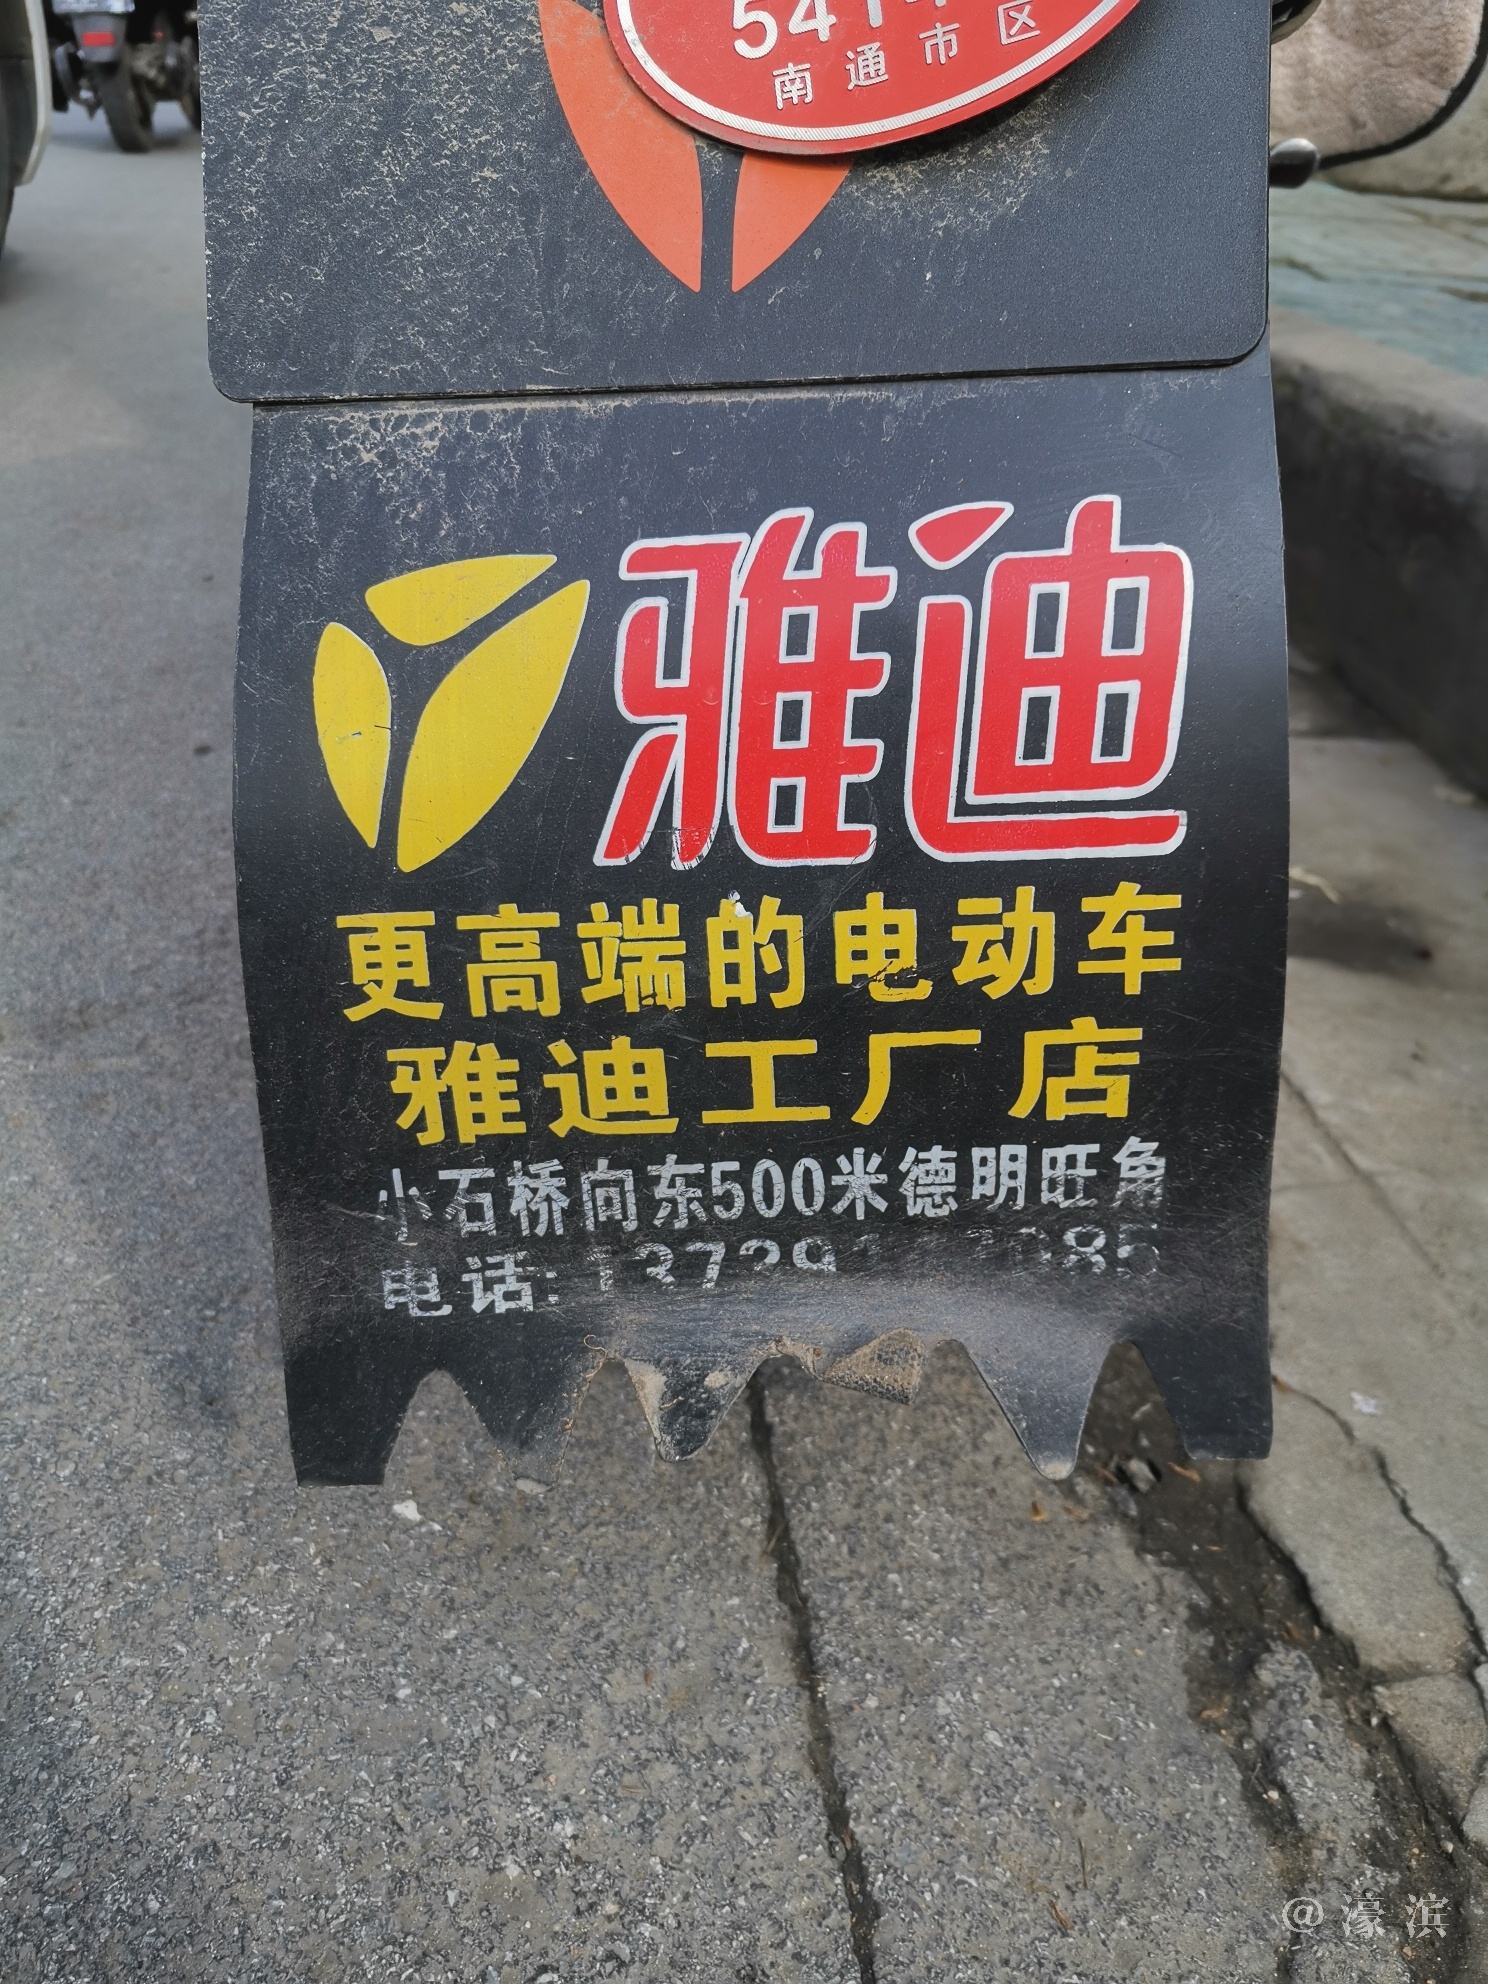 南通市区
雅迪
更高端的电动车
雅迪工厂店
小石桥向东500米德明旺角
电话:
@濠滨